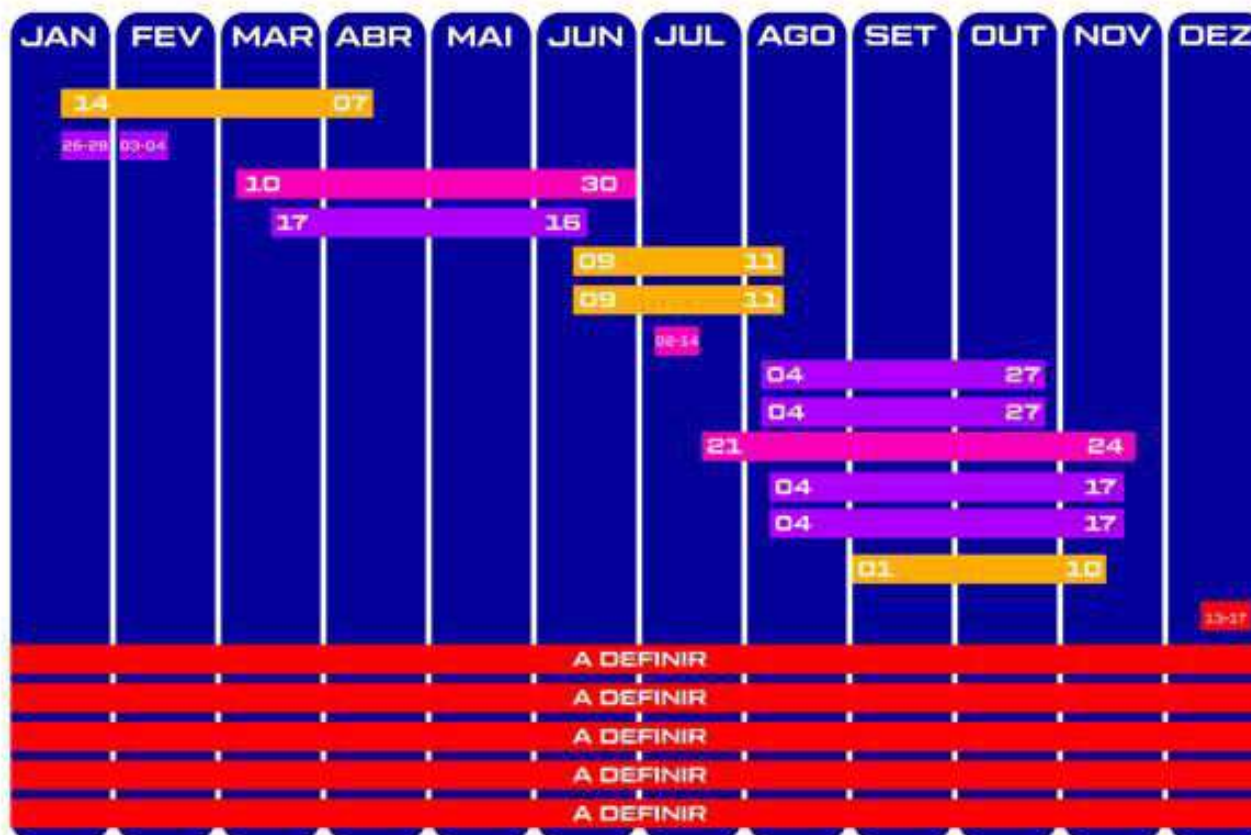 JAN FEV MAR ABR MAI JUN JUL AGO SET OUT NOV DEZ
14 07
26-28 03-04
10 30
17 16
09 11
09 11
02-14
04 27
04 27
21 24
04 17
04 17
01 10
13-17
A DEFINIR
A DEFINIR
A DEFINIR
A DEFINIR
A DEFINIR